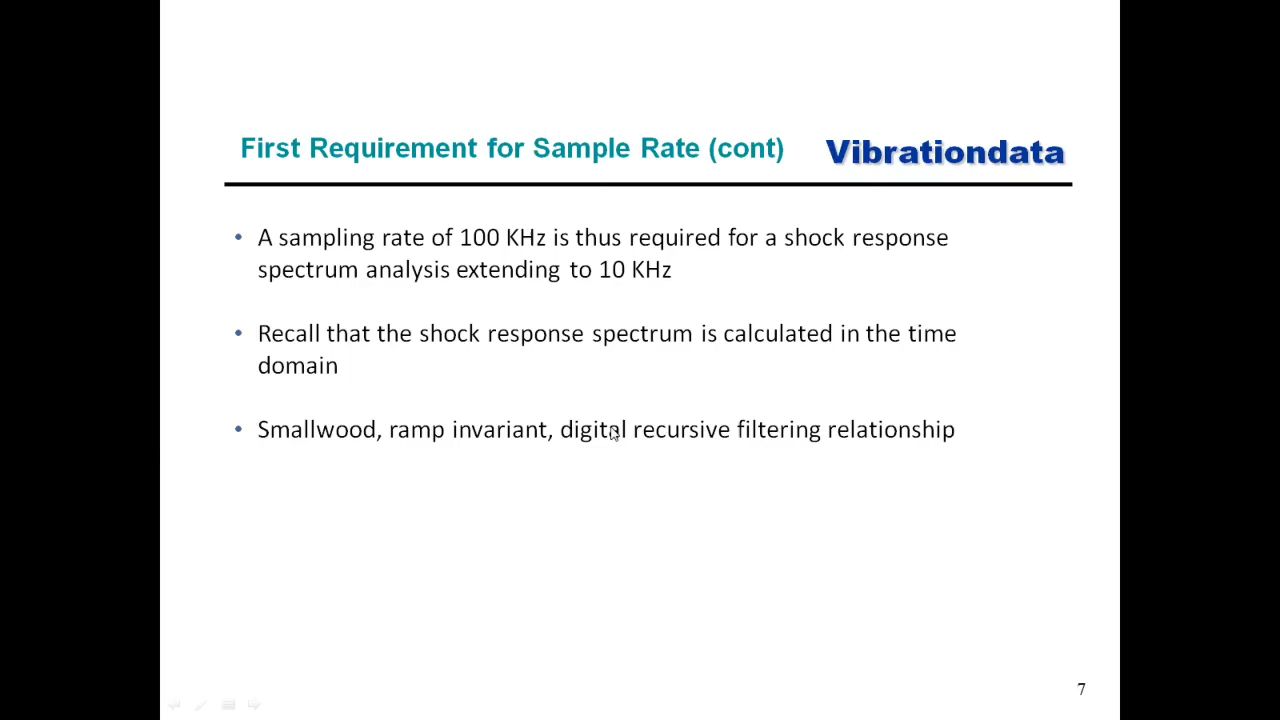 First Requirement for Sample Rate (cont)
Vibrationdata
• A sampling rate of 100 KHz is thus required for a shock response
spectrum analysis extending to 10 KHz
• Recall that the shock response spectrum is calculated in the time
domain
• Smallwood, ramp invariant, digital recursive filtering relationship
7